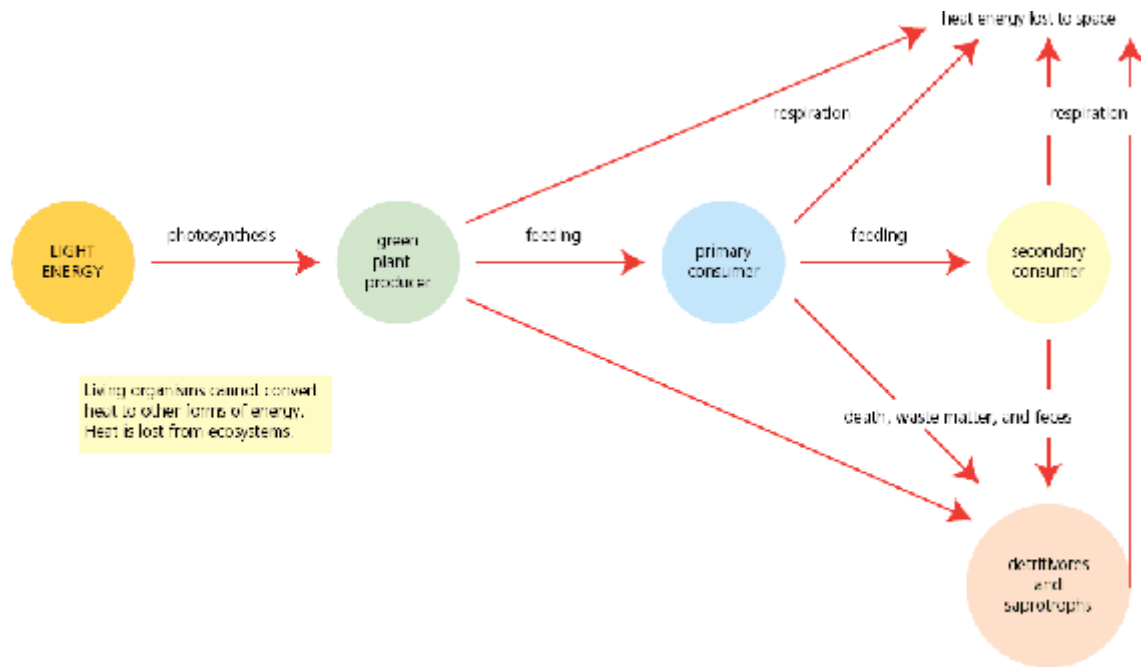 heat energy lost to space
respiration
respiration
photosynthesis
feeding
feeding
LIGHT
ENERGY
green
plant
producer
primary
consumer
secondary
consumer
Living organisms cannot convert
heat to other forms of energy.
Heat is lost from ecosystems.
death, waste matter, and feces
detritivores
and
saprotrophs